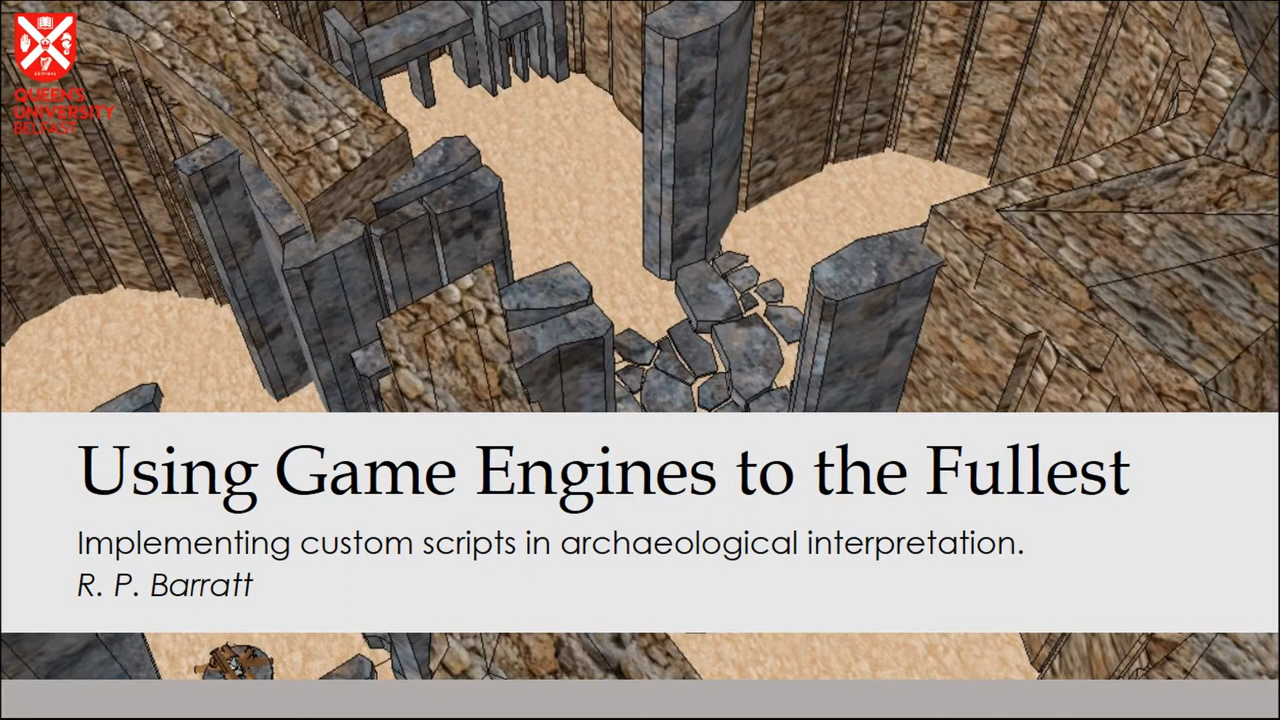 QUEEN'S
UNIVERSITY
BELFAST
Using Game Engines to the Fullest
Implementing custom scripts in archaeological interpretation.
R. P. Barratt